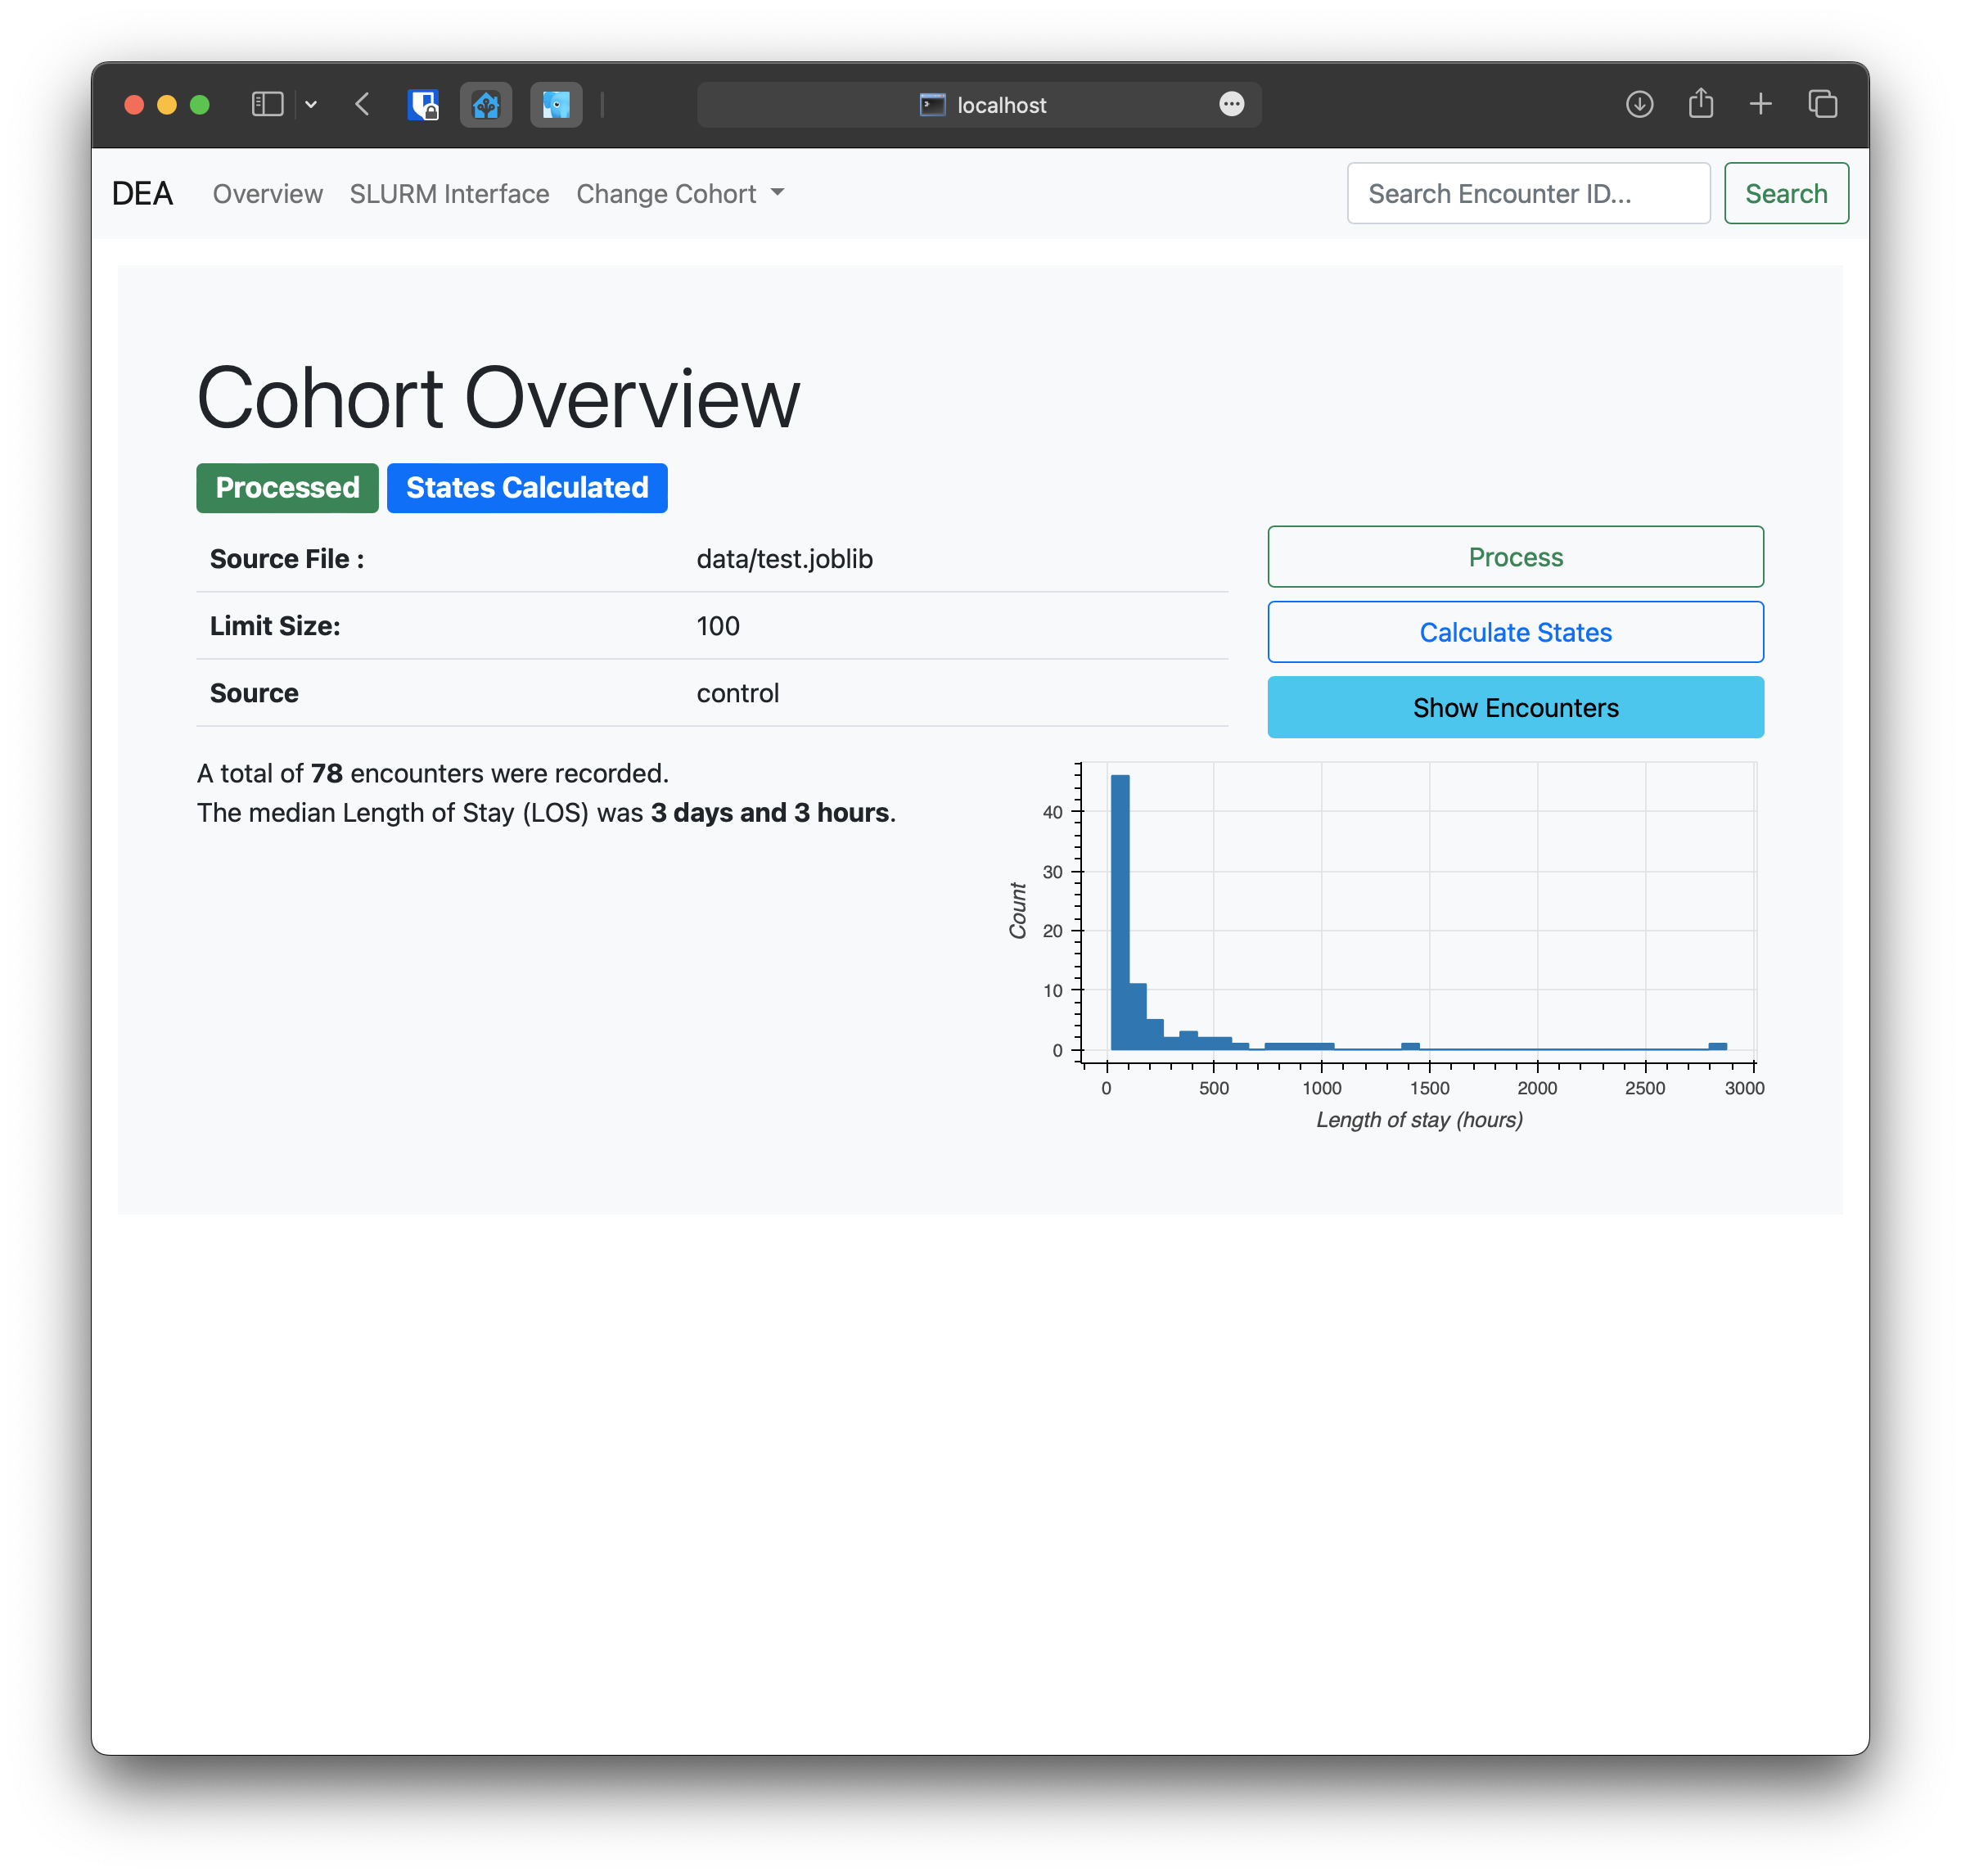 localhost
DEA Overview SLURM Interface Change Cohort Search Encounter ID... Search
Cohort Overview
Processed States Calculated
Source File : data/test.joblib
Limit Size: 100
Source control
Process
Calculate States
Show Encounters
A total of 78 encounters were recorded.
The median Length of Stay (LOS) was 3 days and 3 hours.
Count
40
30
20
10
0
0 500 1000 1500 2000 2500 3000
Length of stay (hours)